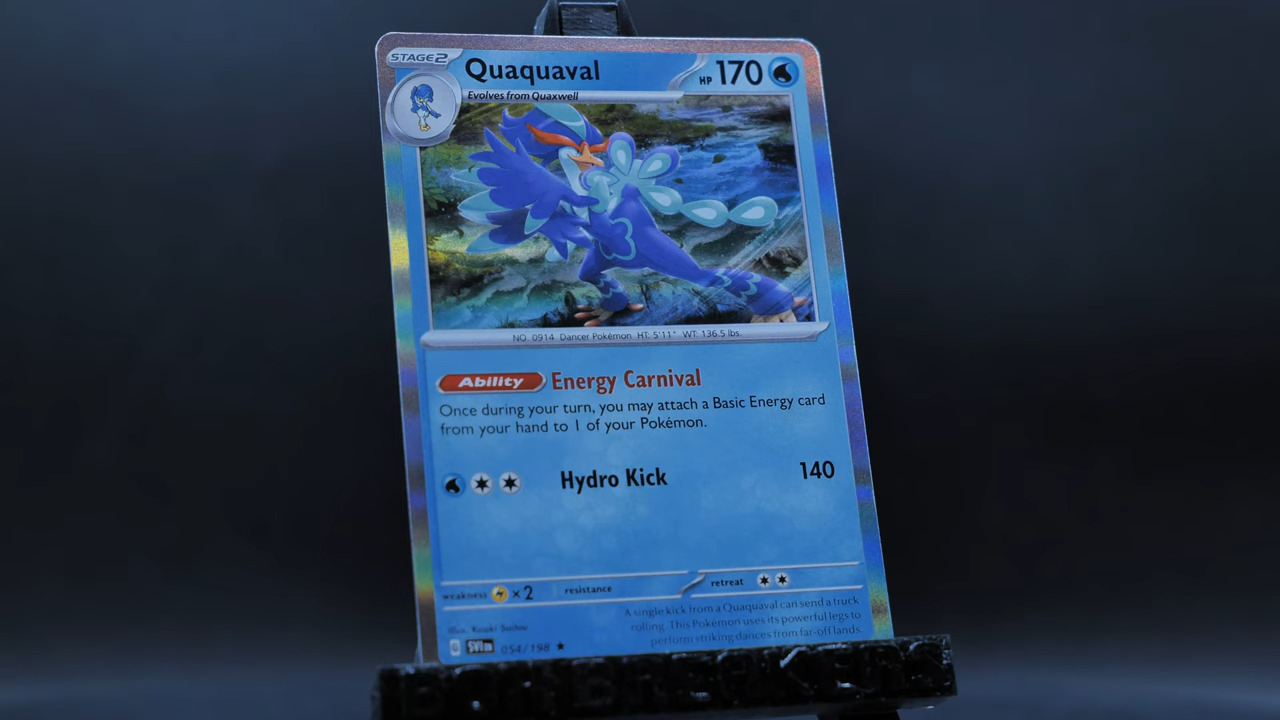 STAGE2 Quaquaval HP 170
Evolves from Quaxwell
NO. 0914 Dancer Pokémon HT: 5'11" WT: 136.5 lbs.
Ability Energy Carnival
Once during your turn, you may attach a Basic Energy card
from your hand to 1 of your Pokémon.
Hydro Kick 140
weakness ×2 resistance retreat
A single kick from a Quaquaval can send a truck
rolling. This Pokémon uses its powerful legs to
perform striking dances from far-off lands.
Illus.
G SVI EN 054/198